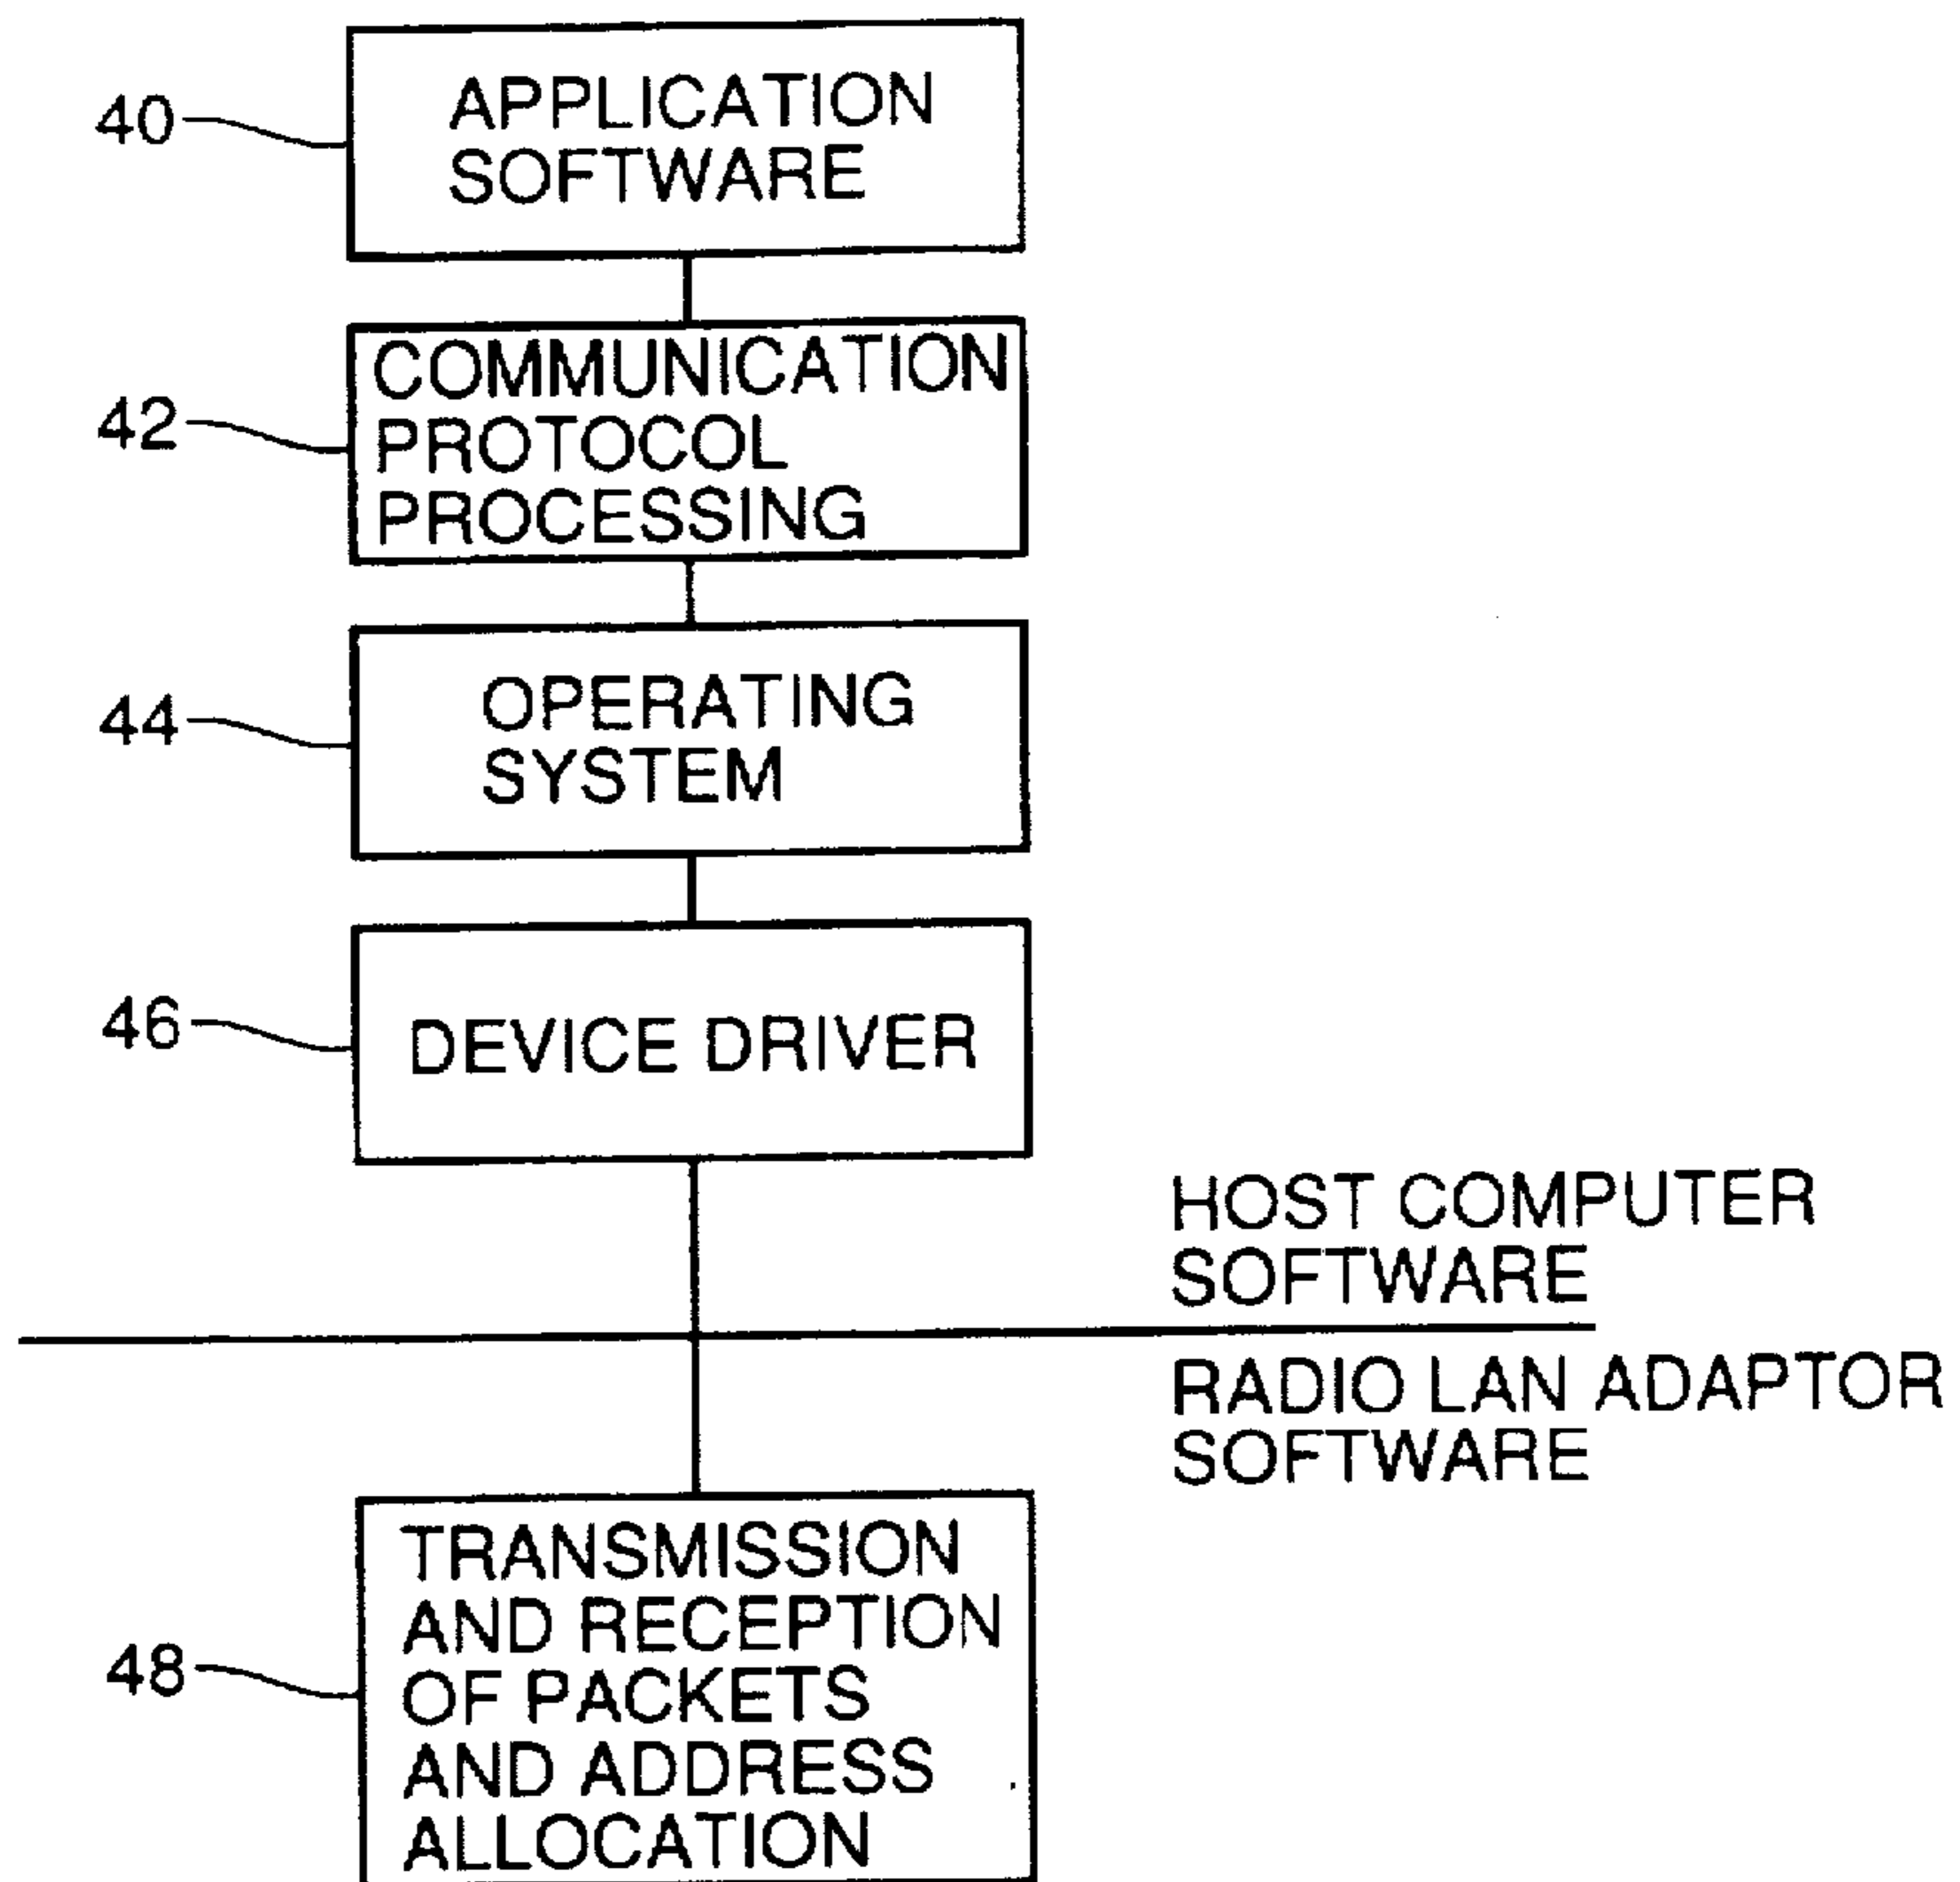 40
APPLICATION
SOFTWARE
42
COMMUNICATION
PROTOCOL
PROCESSING
44
OPERATING
SYSTEM
46
DEVICE DRIVER
HOST COMPUTER
SOFTWARE
RADIO LAN ADAPTOR
SOFTWARE
48
TRANSMISSION
AND RECEPTION
OF PACKETS
AND ADDRESS
ALLOCATION